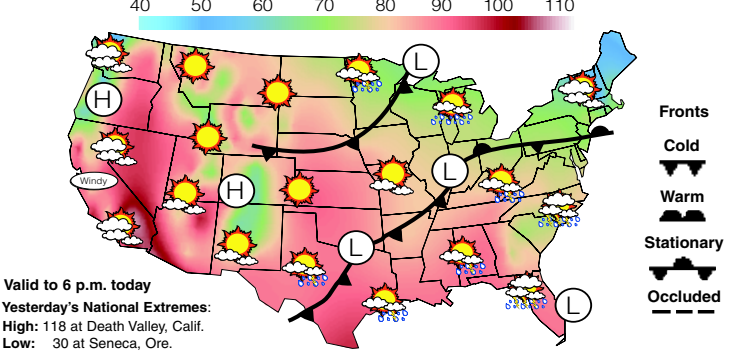 40 50 60 70 80 90 100 110
L
H
Fronts
Cold
L
Windy
H
Warm
L
Stationary
Valid to 6 p.m. today
Occluded
Yesterday's National Extremes:
L
High: 118 at Death Valley, Calif.
Low: 30 at Seneca, Ore.